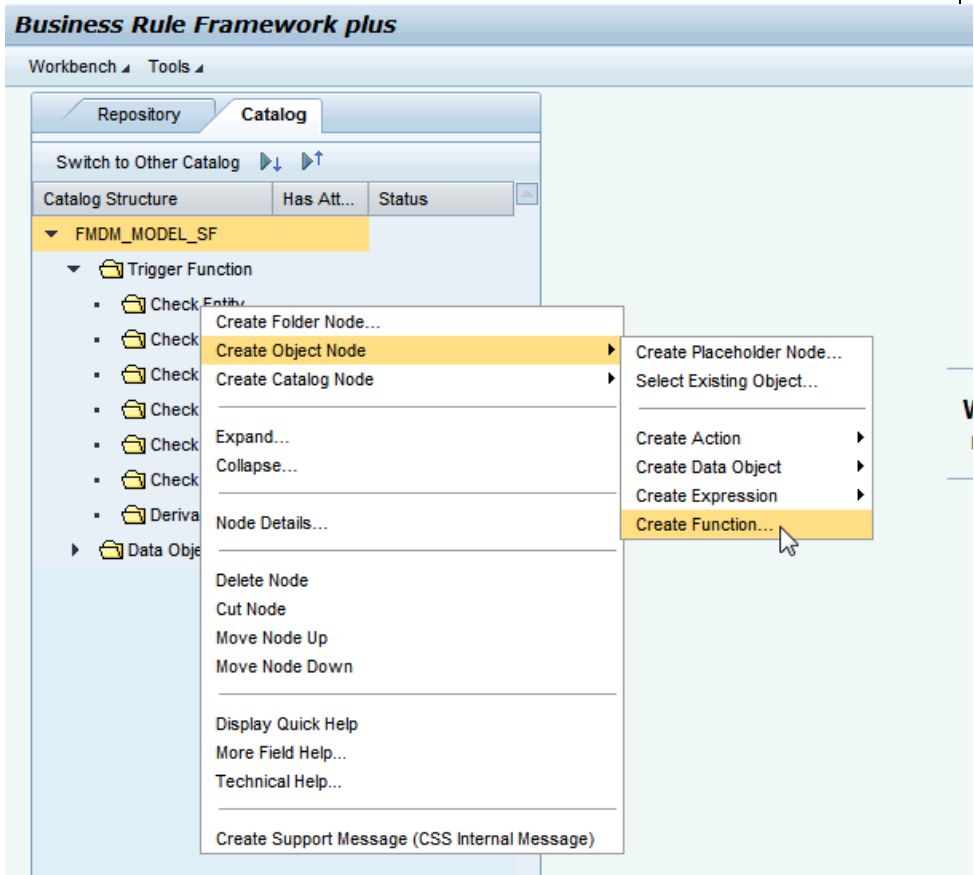 Business Rule Framework plus
Workbench Tools
Repository Catalog
Switch to Other Catalog
Catalog Structure Has Att... Status
FMDM_MODEL_SF
Trigger Function
Check Entity
Check
Check
Check
Check
Check
Deriva
Data Obje
Create Folder Node...
Create Object Node
Create Catalog Node
Expand...
Collapse...
Node Details...
Delete Node
Cut Node
Move Node Up
Move Node Down
Display Quick Help
More Field Help...
Technical Help...
Create Support Message (CSS Internal Message)
Create Placeholder Node...
Select Existing Object...
Create Action
Create Data Object
Create Expression
Create Function...